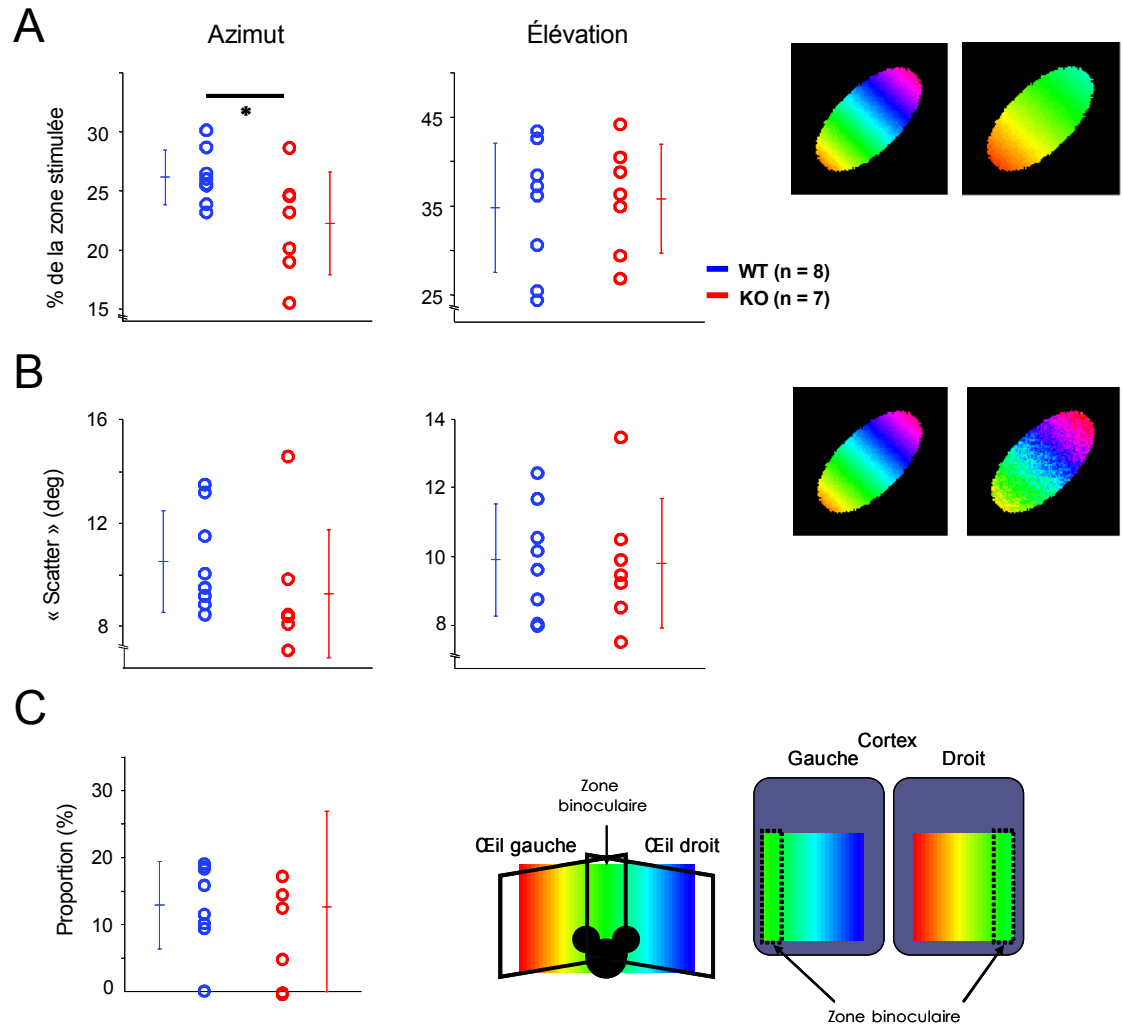 A
Azimut
Élévation
% de la zone stimulée
30
25
20
15
*
45
35
25
WT (n = 8)
KO (n = 7)
B
« Scatter » (deg)
16
12
8
14
12
10
8
C
Proportion (%)
30
20
10
0
Zone
binoculaire
Œil gauche
Œil droit
Cortex
Gauche
Droit
Zone binoculaire